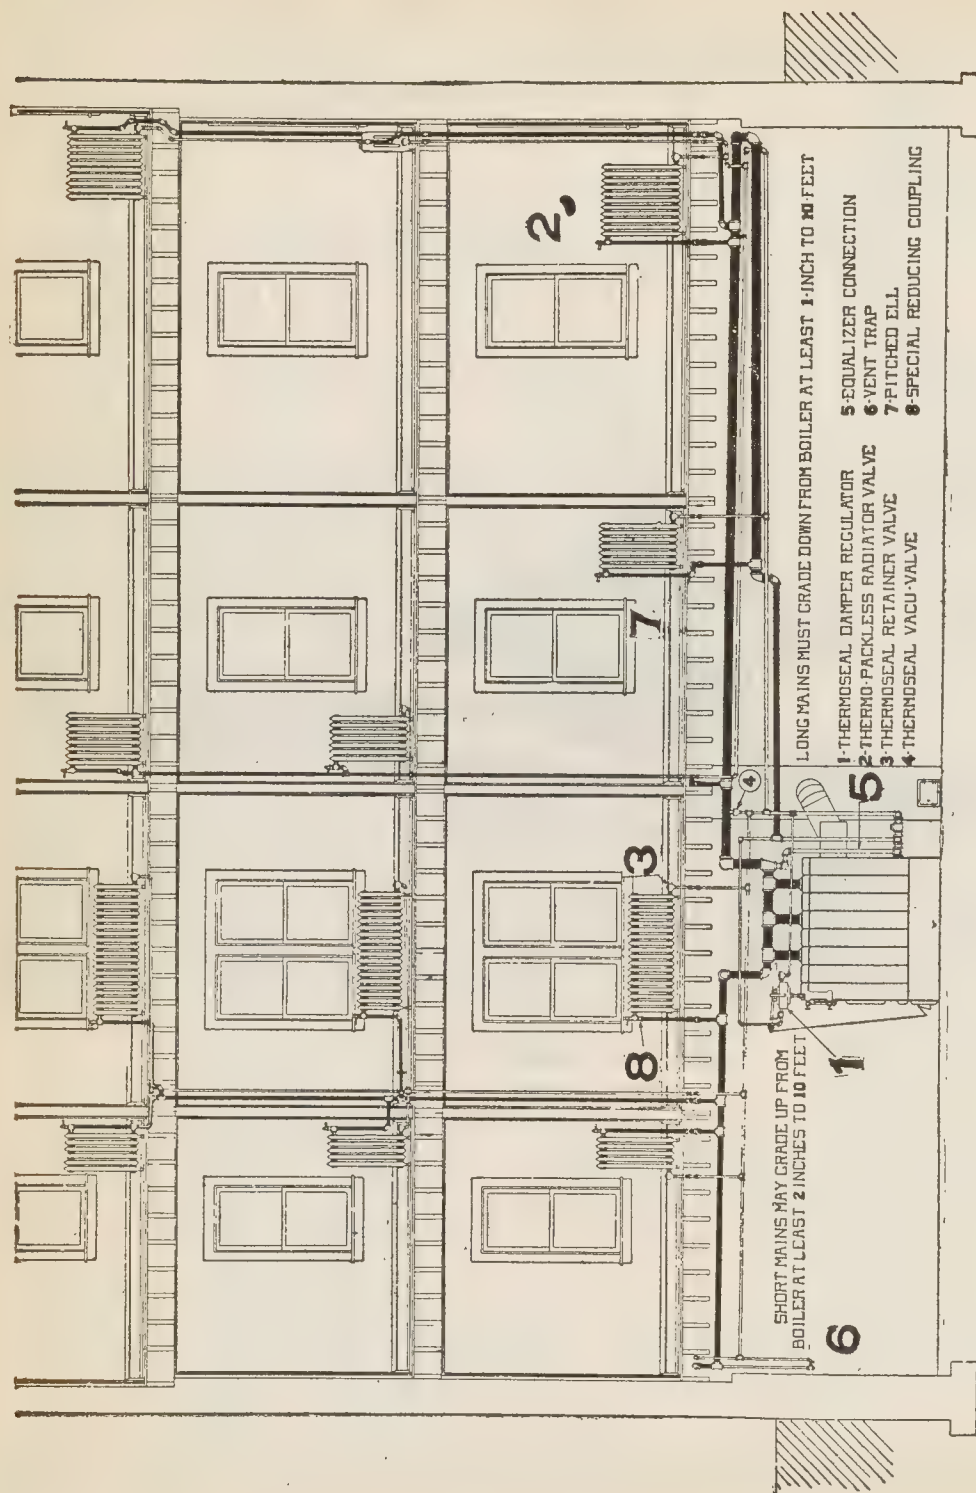 2
7
3
8
LONG MAINS MUST GRADE DOWN FROM BOILER AT LEAST 1-INCH TO 10-FEET
1-THERMOSEAL DAMPER REGULATOR
2-THERMO-PACKLESS RADIATOR VALVE
3-THERMOSEAL RETAINER VALVE
4-THERMOSEAL VACU-VALVE
5-EQUALIZER CONNECTION
6-VENT TRAP
7-PITCHED ELL
8-SPECIAL REDUCING COUPLING
4
5
SHORT MAINS MAY GRADE UP FROM
BOILER AT LEAST 2 INCHES TO 10 FEET
1
6